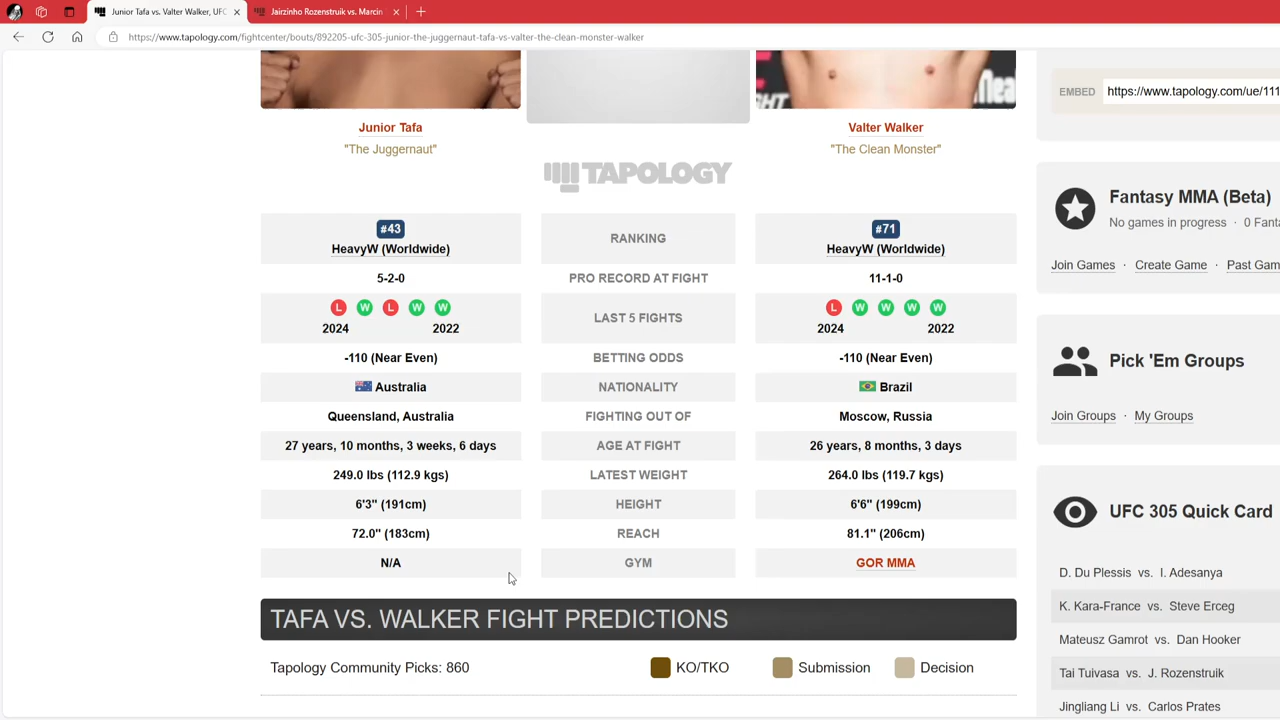 Junior Tafa vs. Valter Walker, UFC
Jairzinho Rozenstruik vs. Marcin
https://www.tapology.com/fightcenter/bouts/892205-ufc-305-junior-the-juggernaut-tafa-vs-valter-the-clean-monster-walker
EMBED https://www.tapology.com/ue/111
Junior Tafa Valter Walker
"The Juggernaut" "The Clean Monster"
TAPOLOGY
#43 #71
HeavyW (Worldwide) RANKING HeavyW (Worldwide)
5-2-0 PRO RECORD AT FIGHT 11-1-0
L W L W W LAST 5 FIGHTS L W W W W
2024 2022 2024 2022
-110 (Near Even) BETTING ODDS -110 (Near Even)
Australia NATIONALITY Brazil
Queensland, Australia FIGHTING OUT OF Moscow, Russia
27 years, 10 months, 3 weeks, 6 days AGE AT FIGHT 26 years, 8 months, 3 days
249.0 lbs (112.9 kgs) LATEST WEIGHT 264.0 lbs (119.7 kgs)
6'3" (191cm) HEIGHT 6'6" (199cm)
72.0" (183cm) REACH 81.1" (206cm)
N/A GYM GOR MMA
TAFA VS. WALKER FIGHT PREDICTIONS
Tapology Community Picks: 860 KO/TKO Submission Decision
Fantasy MMA (Beta)
No games in progress · 0 Fanta
Join Games · Create Game · Past Gam
Pick 'Em Groups
Join Groups · My Groups
UFC 305 Quick Card
D. Du Plessis vs. I. Adesanya
K. Kara-France vs. Steve Erceg
Mateusz Gamrot vs. Dan Hooker
Tai Tuivasa vs. J. Rozenstruik
Jingliang Li vs. Carlos Prates